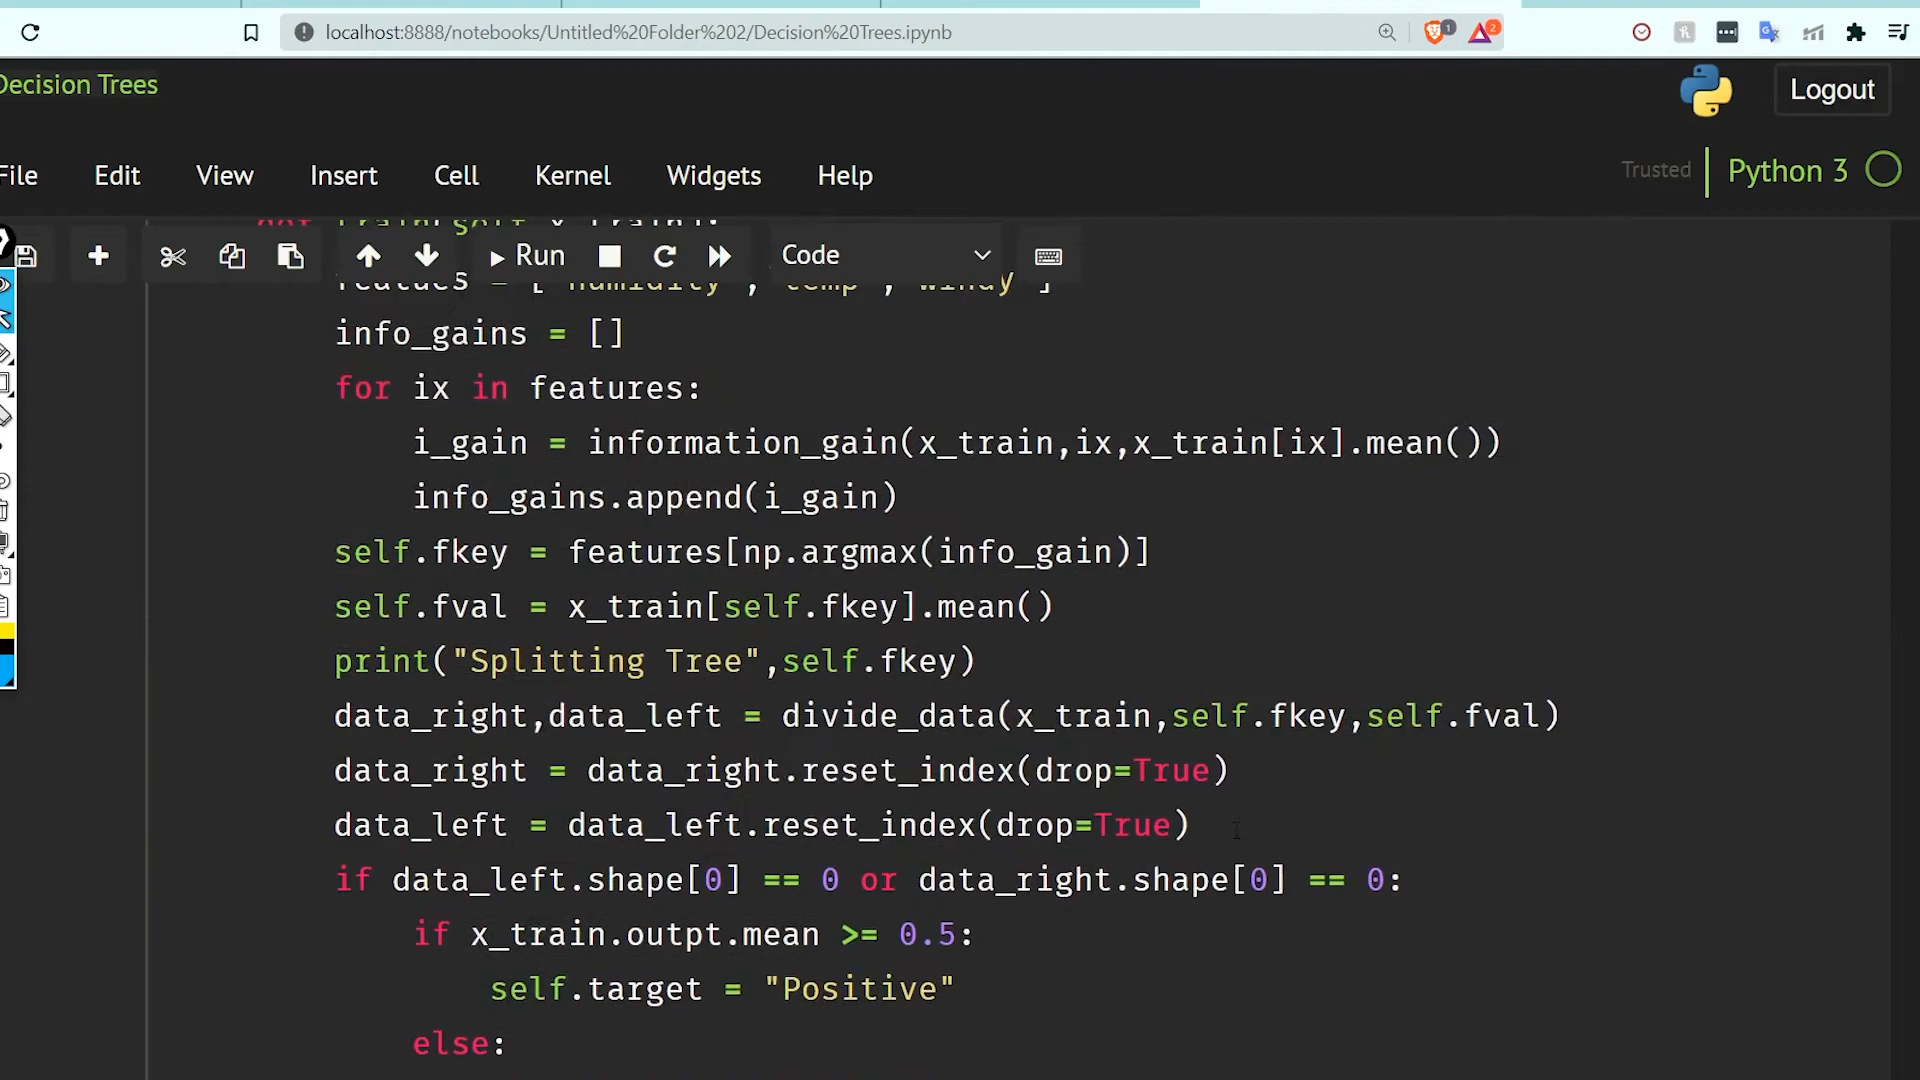 localhost:8888/notebooks/Untitled%20Folder%202/Decision%20Trees.ipynb
1
2
Decision Trees
Logout
File Edit View Insert Cell Kernel Widgets Help
Trusted
Python 3
Run
Code
info_gains = []
for ix in features:
i_gain = information_gain(x_train,ix,x_train[ix].mean())
info_gains.append(i_gain)
self.fkey = features[np.argmax(info_gain)]
self.fval = x_train[self.fkey].mean()
print("Splitting Tree",self.fkey)
data_right,data_left = divide_data(x_train,self.fkey,self.fval)
data_right = data_right.reset_index(drop=True)
data_left = data_left.reset_index(drop=True)
if data_left.shape[0] == 0 or data_right.shape[0] == 0:
if x_train.outpt.mean >= 0.5:
self.target = "Positive"
else: